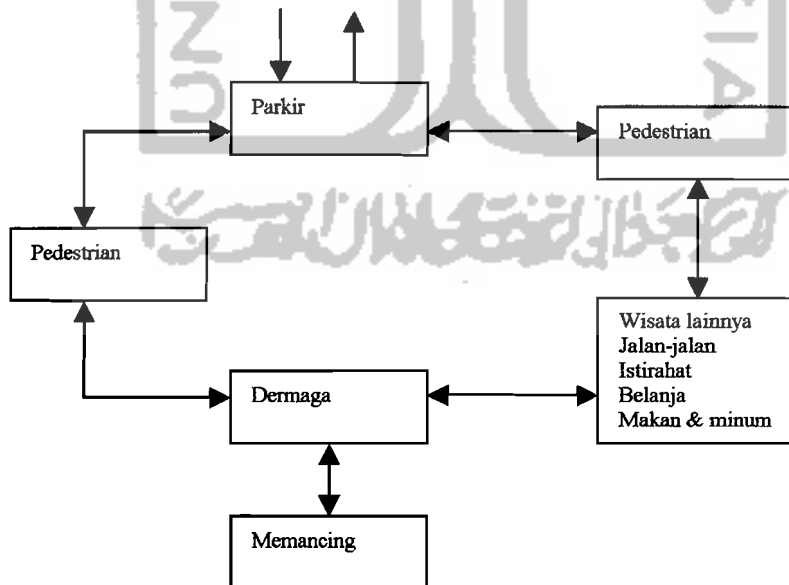 Parkir
Pedestrian
Pedestrian
Wisata lainnya
Jalan-jalan
Istirahat
Belanja
Makan & minum
Dermaga
Memancing